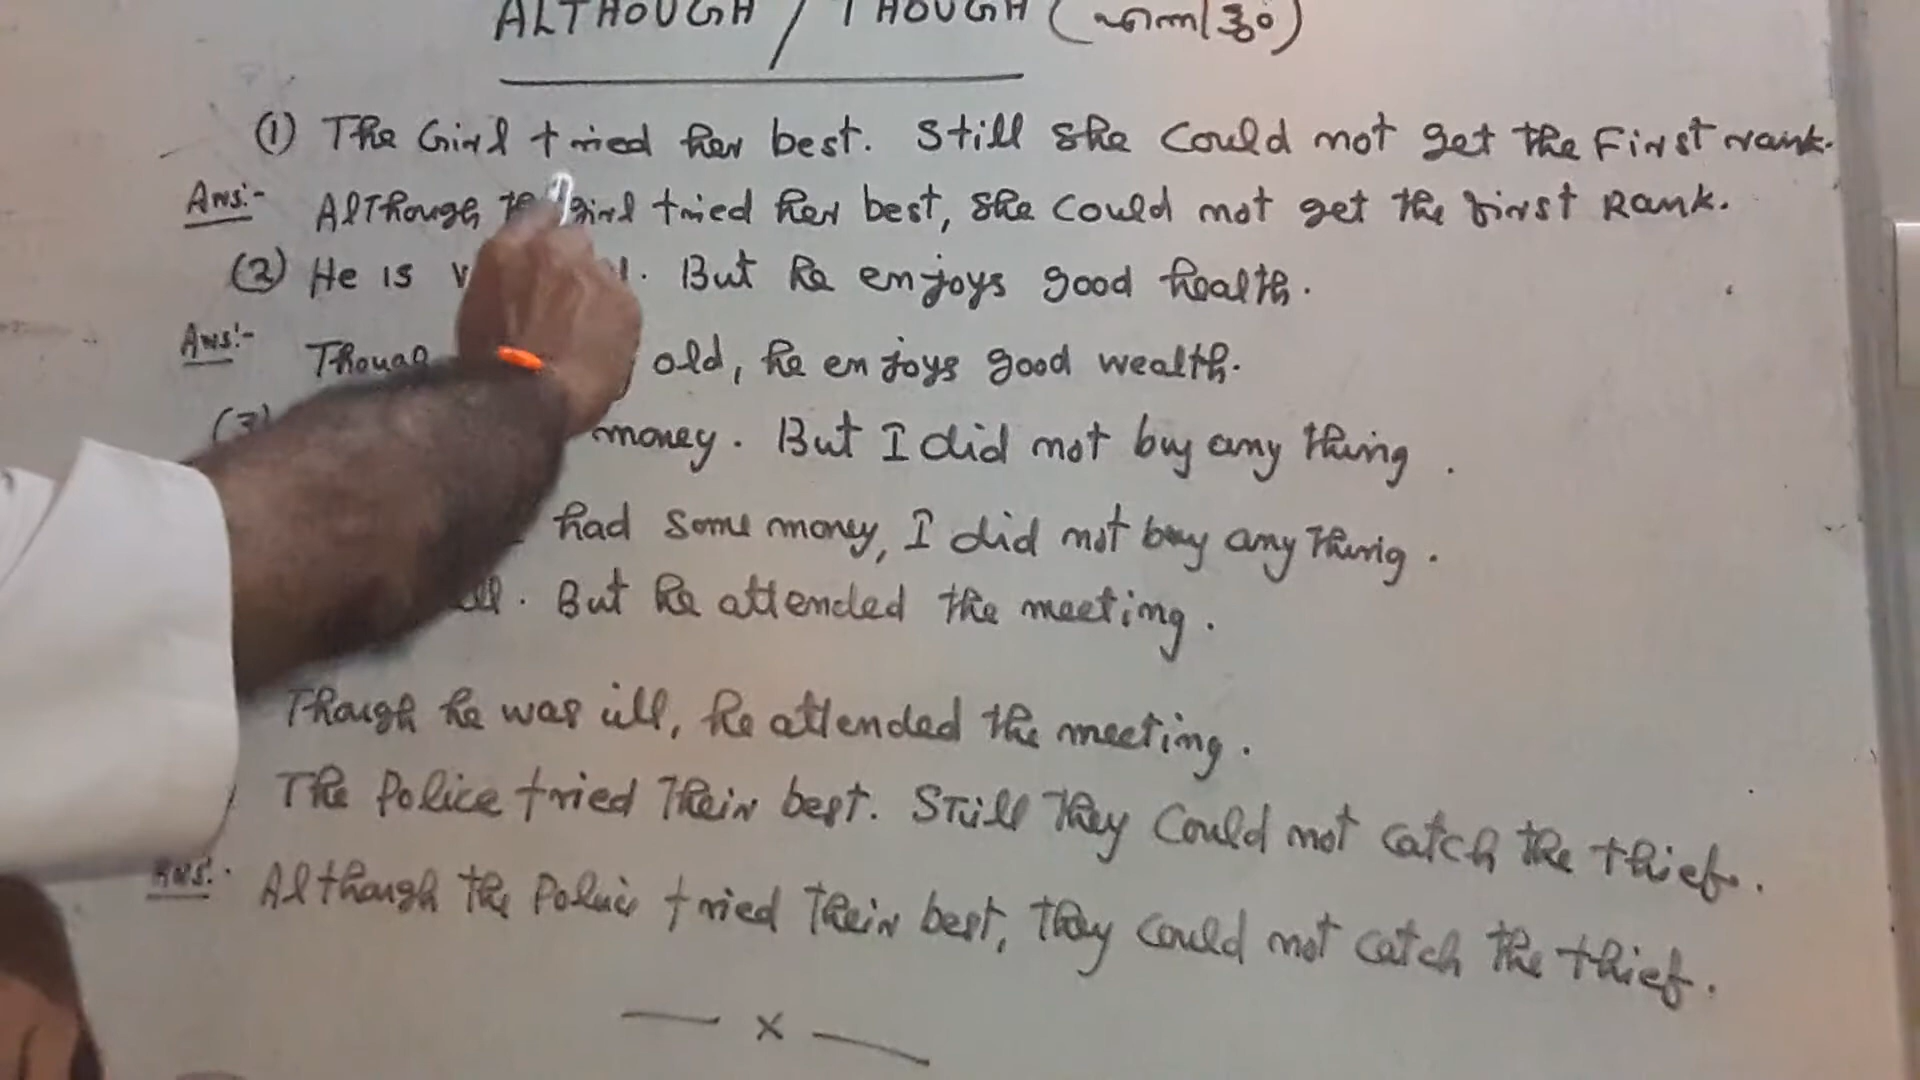 ALTHOUGH / THOUGH (എന്നാലും)
(1) The Girl tried her best. Still she Could not get the First rank.
Ans:- Although the girl tried her best, she Could not get the first Rank.
(2) He is . But he enjoys good health.
Ans:- Though old, he enjoys good wealth.
(3) money. But I did not buy any thing.
had some money, I did not buy any thing.
But he attended the meeting.
Though he was ill, he attended the meeting.
The Police tried Their best. Still They Could not catch the thief.
Ans:- Although the Police tried Their best, they could not catch the thief.
— x —